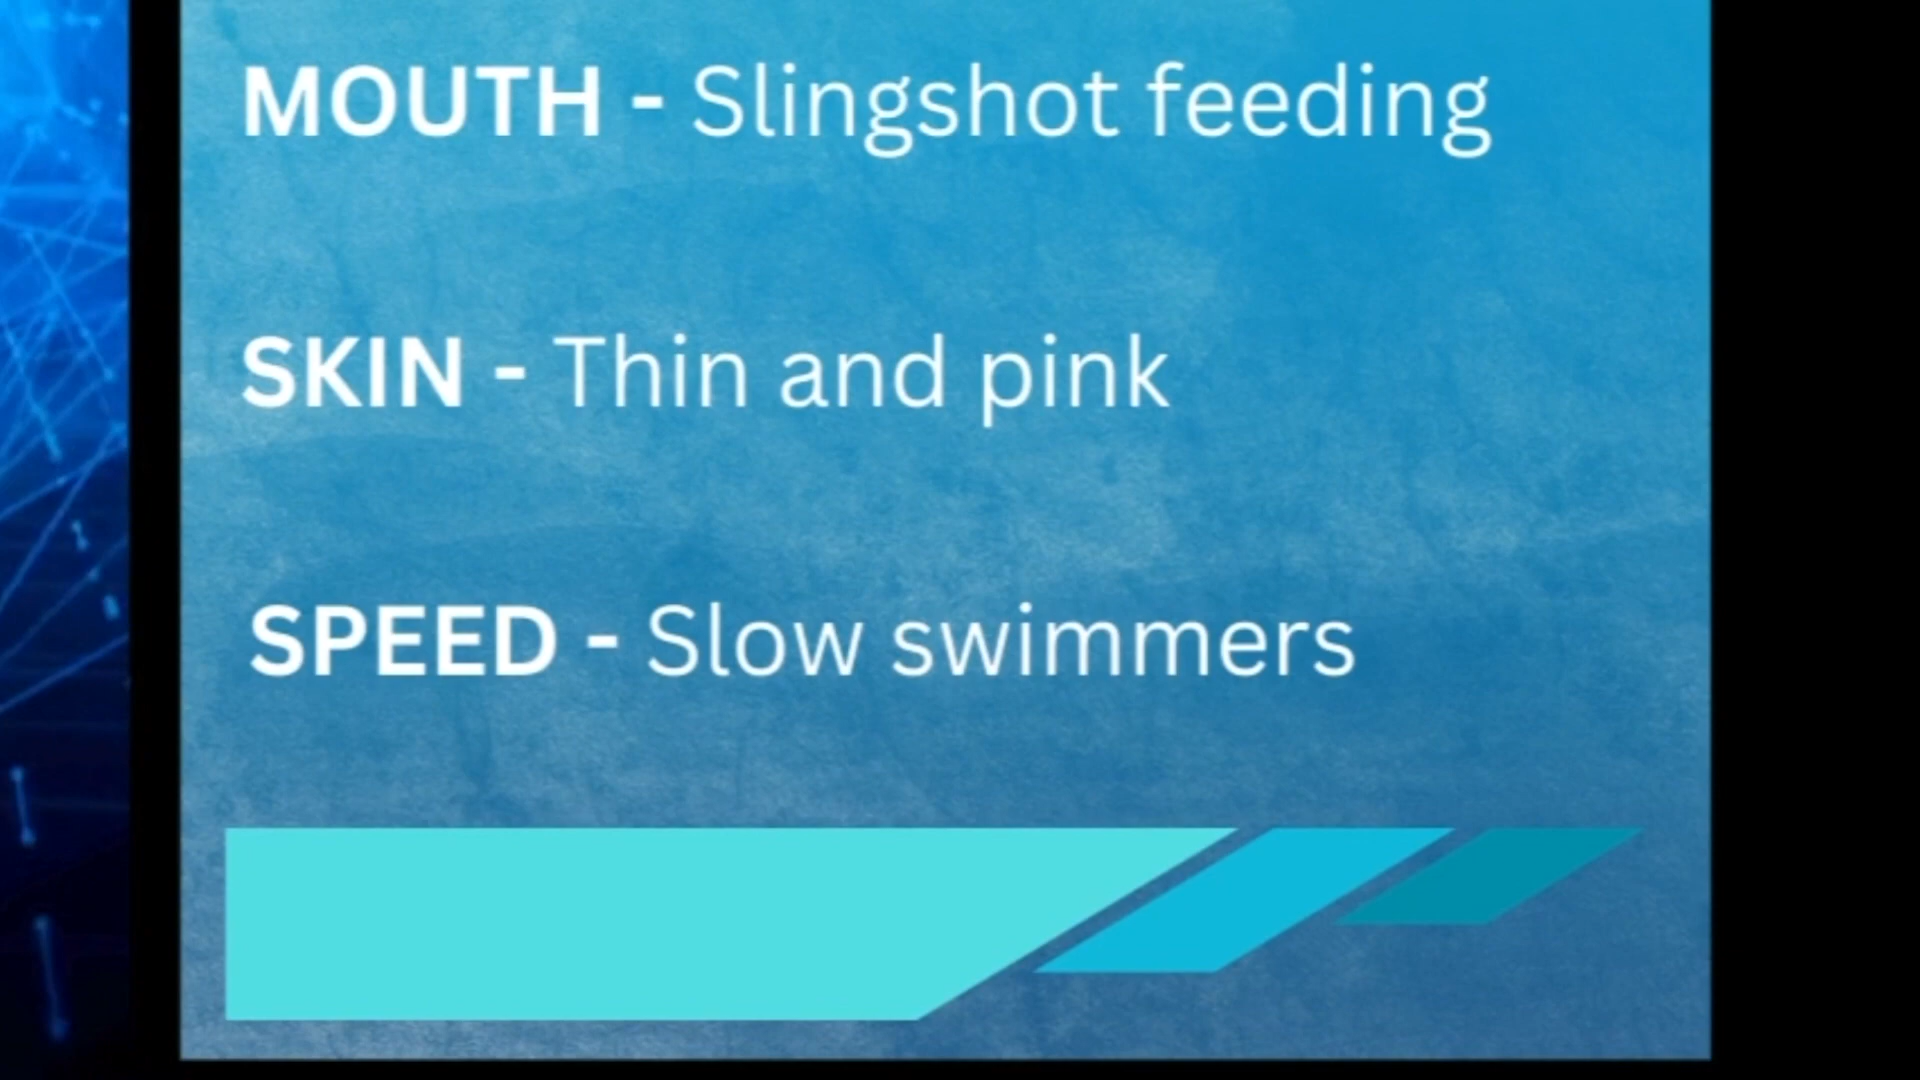 MOUTH - Slingshot feeding
SKIN - Thin and pink
SPEED - Slow swimmers